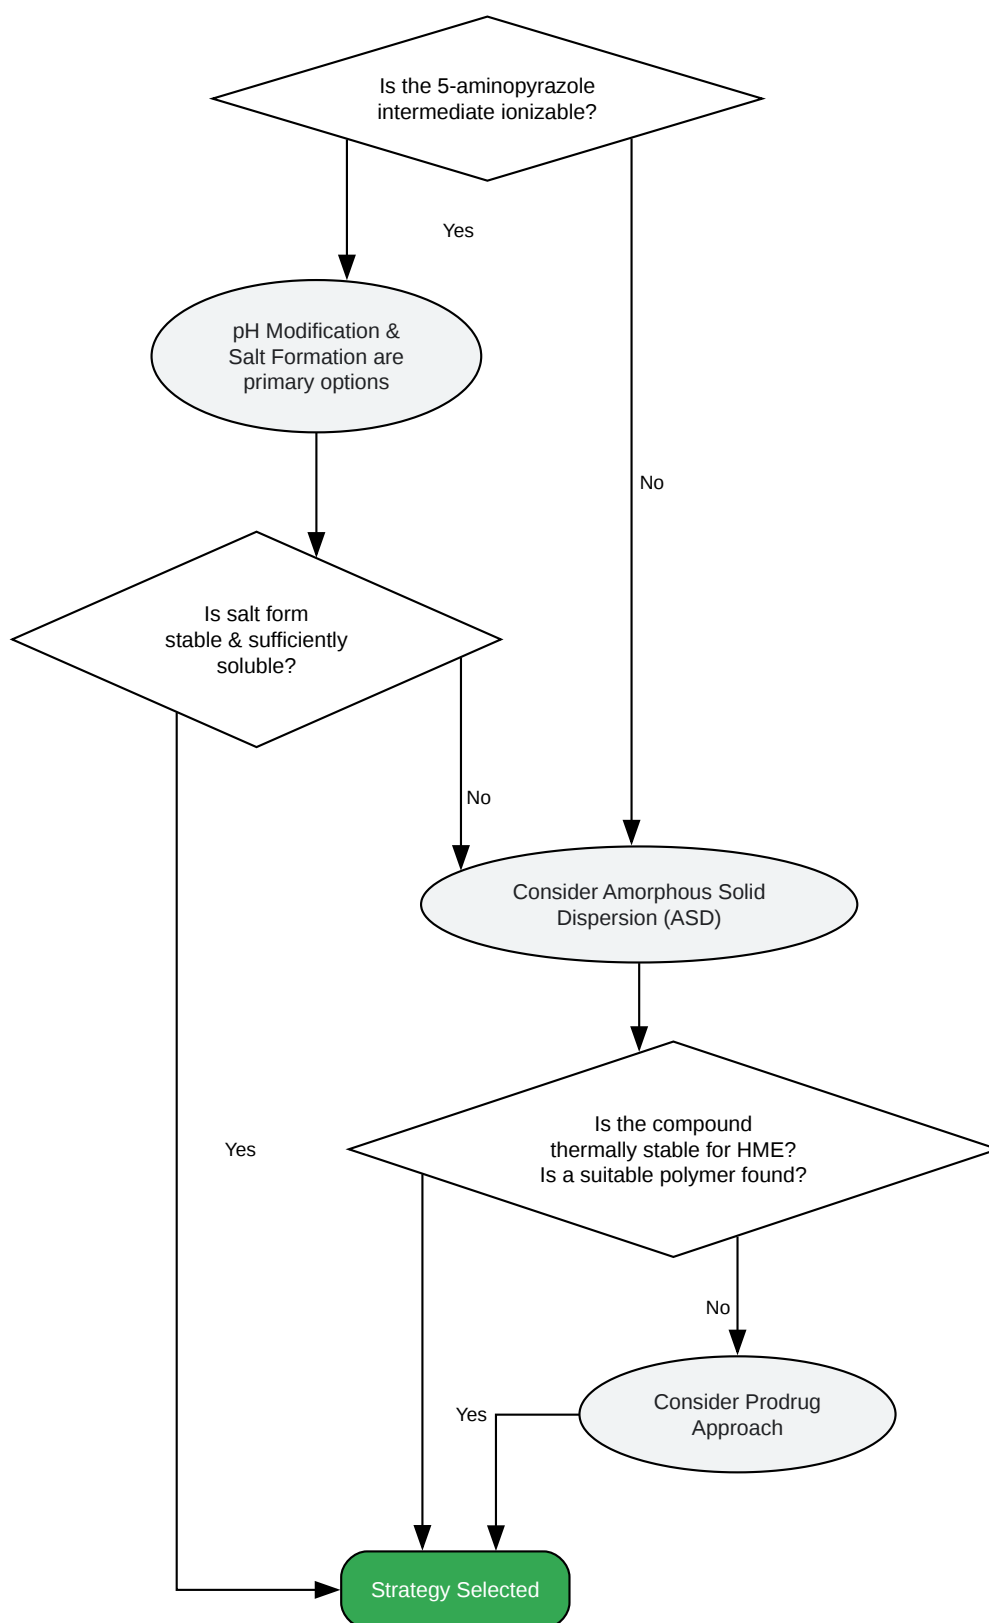 Is the 5-aminopyrazole
intermediate ionizable?
Yes
pH Modification &
Salt Formation are
primary options
No
Is salt form
stable & sufficiently
soluble?
No
Consider Amorphous Solid
Dispersion (ASD)
Is the compound
thermally stable for HME?
Is a suitable polymer found?
Yes
No
Consider Prodrug
Approach
Yes
Strategy Selected